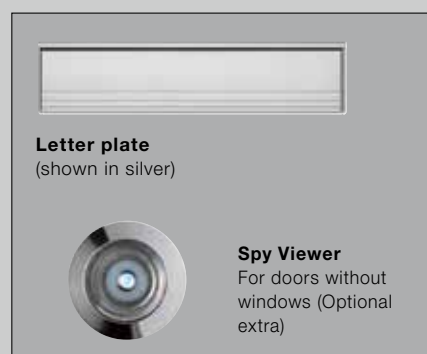 Letter plate
(shown in silver)
Spy Viewer
For doors without
windows (Optional
extra)